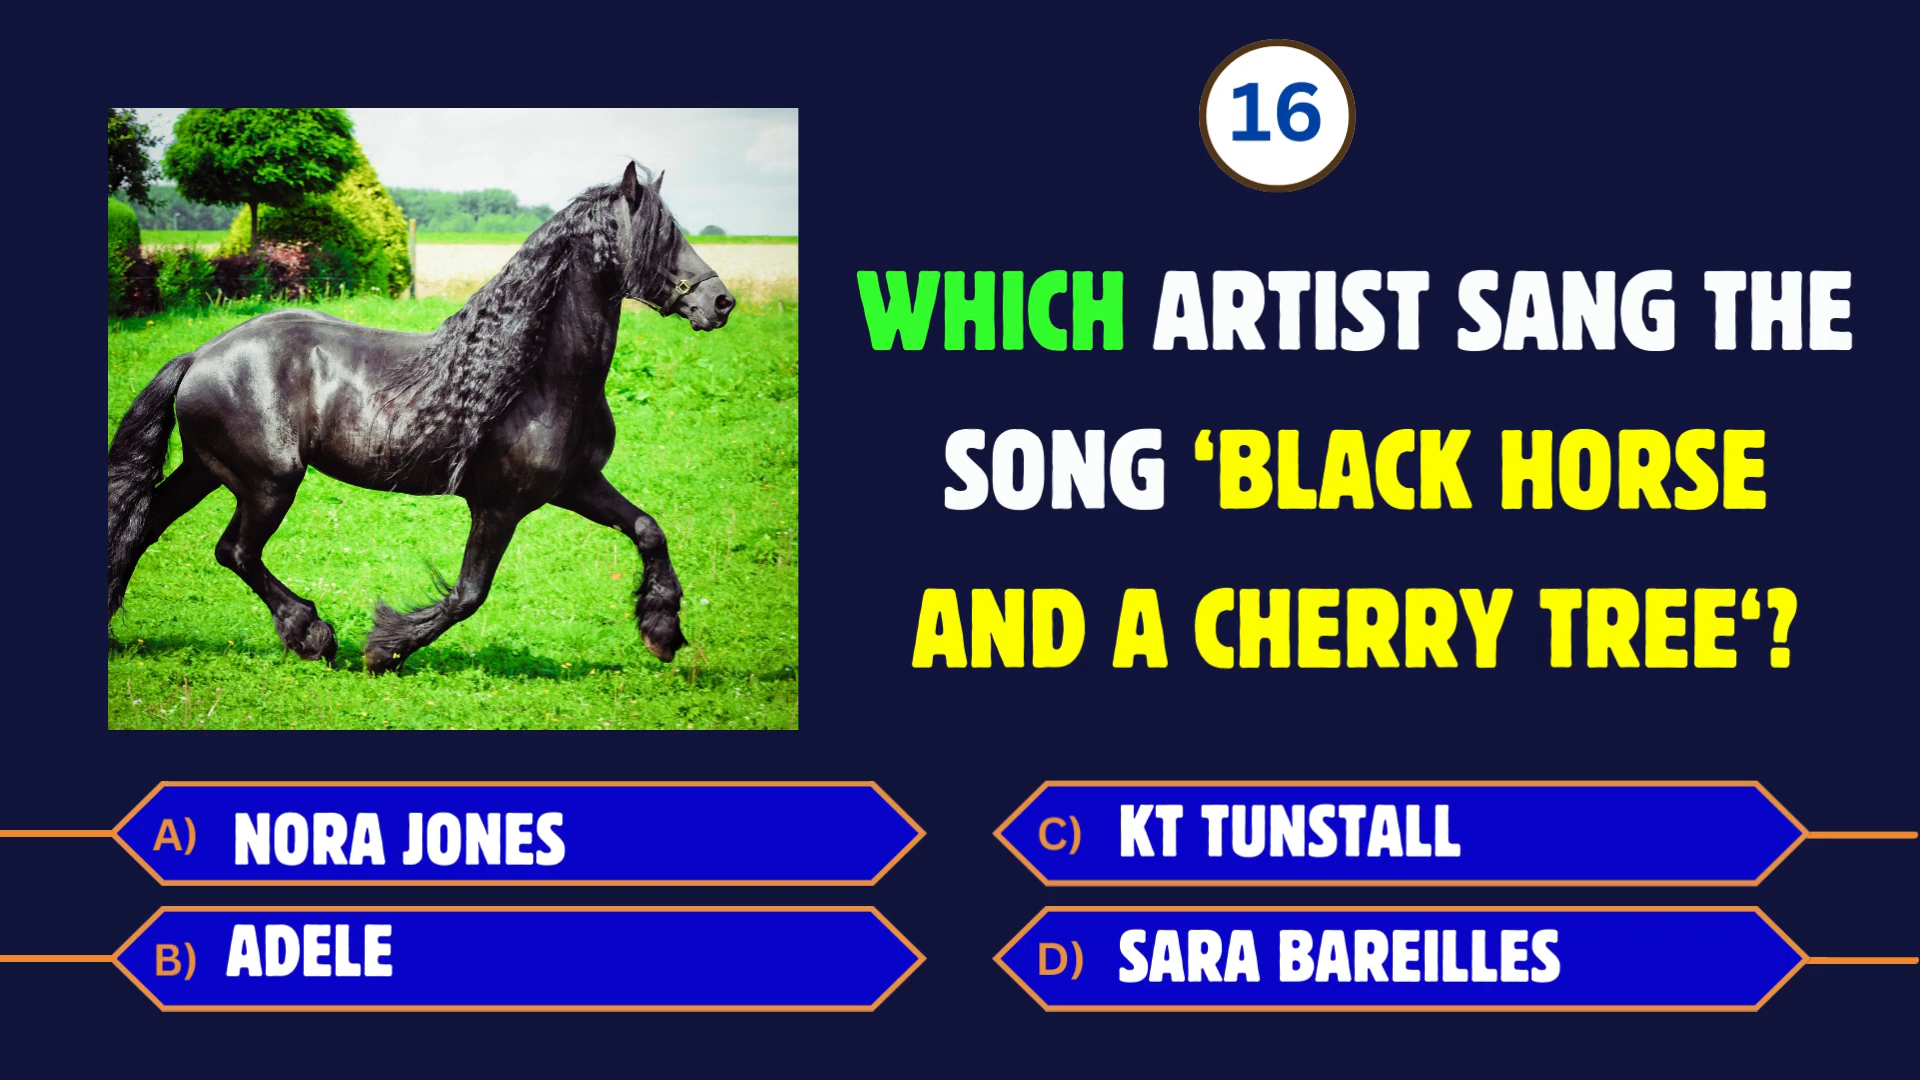 16
WHICH ARTIST SANG THE
SONG ‘BLACK HORSE
AND A CHERRY TREE‘?
A) NORA JONES
B) ADELE
C) KT TUNSTALL
D) SARA BAREILLES